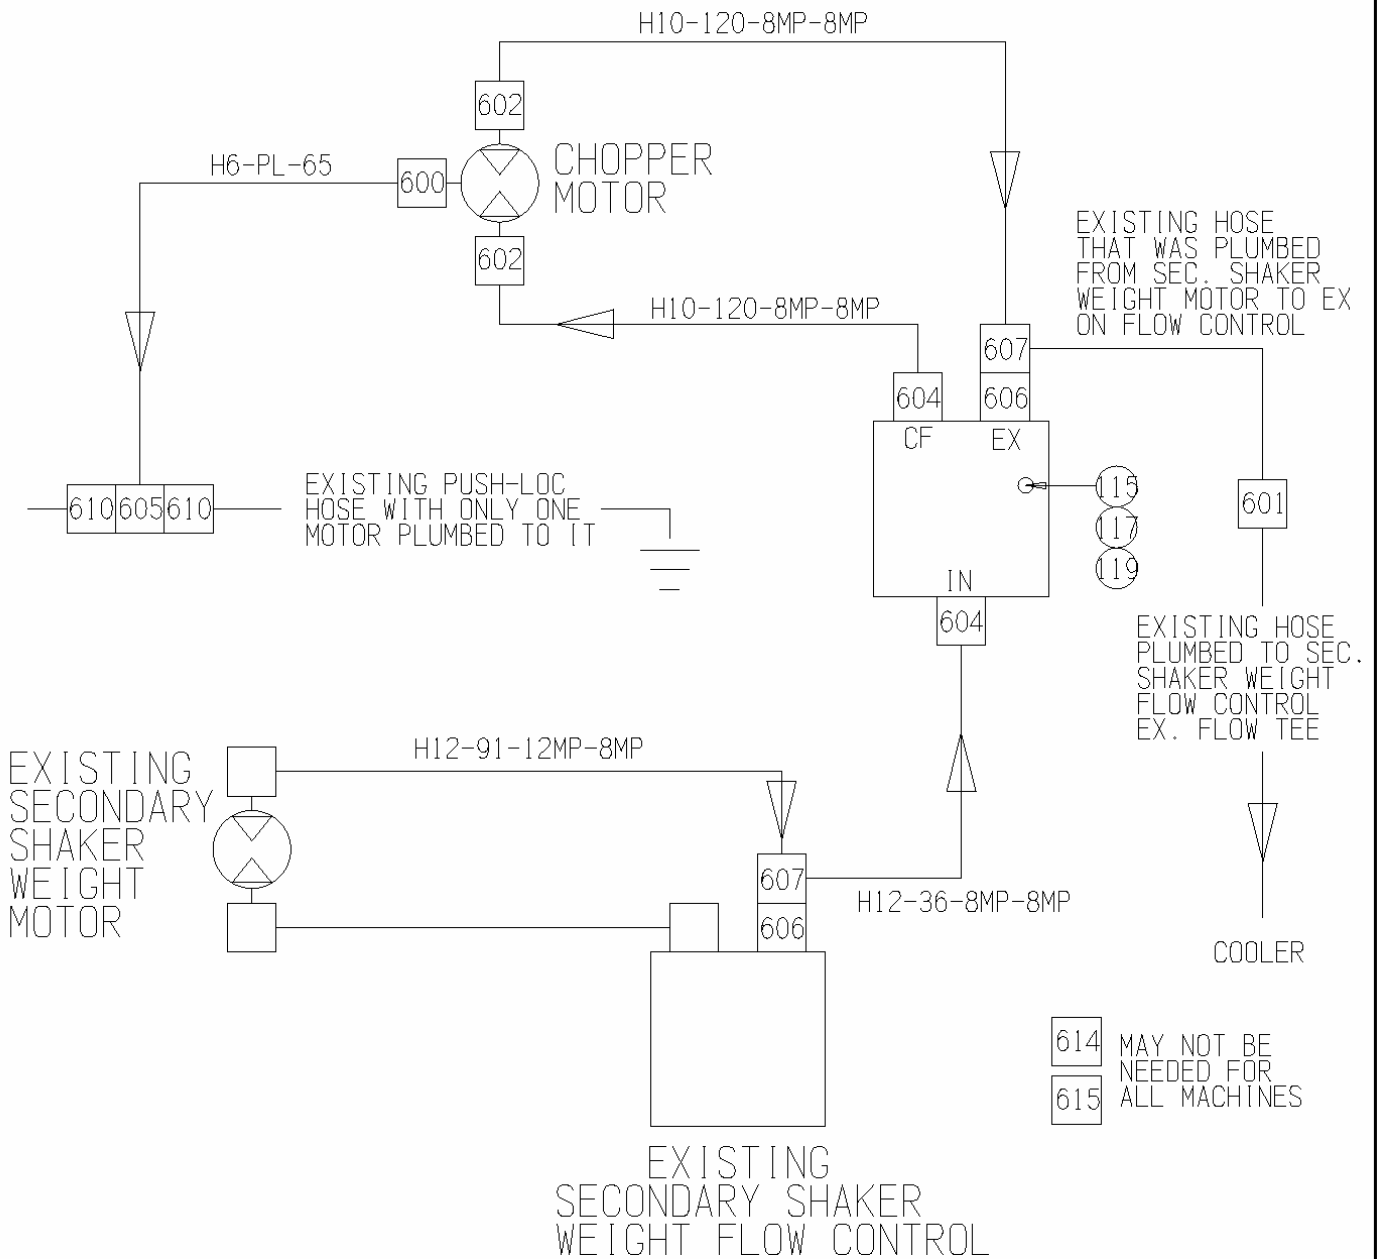 H10-120-8MP-8MP
602
H6-PL-65
600
CHOPPER
MOTOR
602
H10-120-8MP-8MP
EXISTING HOSE
THAT WAS PLUMBED
FROM SEC. SHAKER
WEIGHT MOTOR TO EX
ON FLOW CONTROL
607
604
606
CF
EX
610
605
610
EXISTING PUSH-LOC
HOSE WITH ONLY ONE
MOTOR PLUMBED TO IT
115
117
119
601
IN
604
EXISTING HOSE
PLUMBED TO SEC.
SHAKER WEIGHT
FLOW CONTROL
EX. FLOW TEE
H12-91-12MP-8MP
EXISTING
SECONDARY
SHAKER
WEIGHT
MOTOR
607
H12-36-8MP-8MP
606
COOLER
614
615
MAY NOT BE
NEEDED FOR
ALL MACHINES
EXISTING
SECONDARY SHAKER
WEIGHT FLOW CONTROL